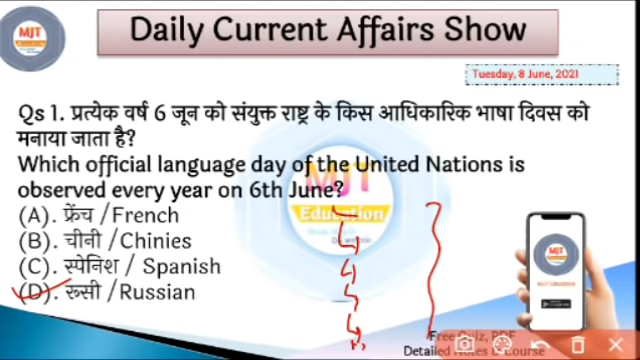 MJT
Daily Current Affairs Show
Tuesday, 8 June, 2021
Qs 1. प्रत्येक वर्ष 6 जून को संयुक्त राष्ट्र के किस आधिकारिक भाषा दिवस को
मनाया जाता है?
Which official language day of the United Nations is
observed every year on 6th June?
(A). फ्रेंच /French
(B). चीनी /Chinies
(C). स्पेनिश / Spanish
(D). रूसी /Russian
MJT
Education
MJT
Free Quiz, PDF
Detailed Notes & Course